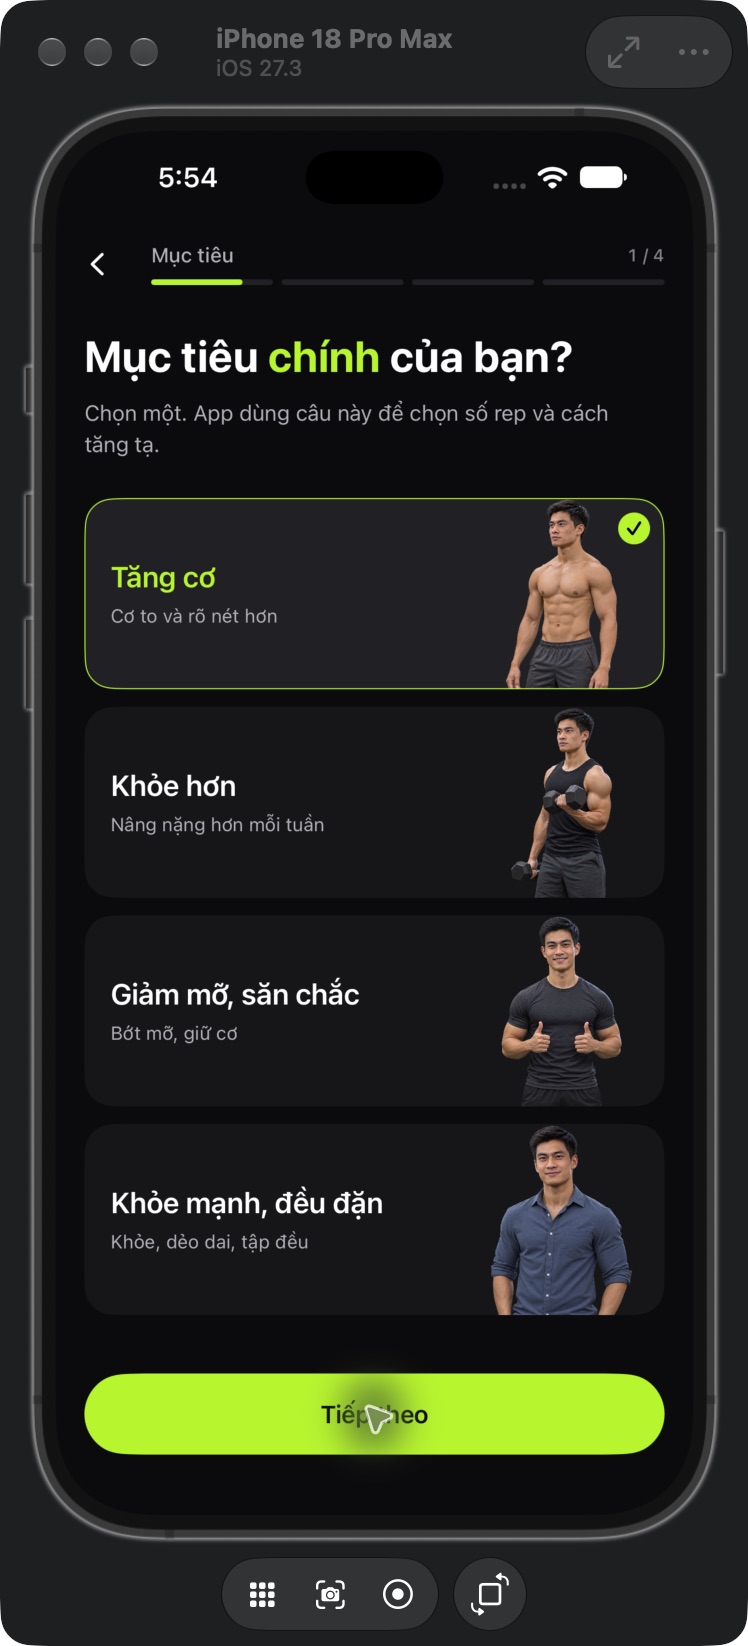 iPhone 18 Pro Max
iOS 27.3
5:54
Mục tiêu
1 / 4
Mục tiêu chính của bạn?
Chọn một. App dùng câu này để chọn số rep và cách
tăng tạ.
Tăng cơ
Cơ to và rõ nét hơn
Khỏe hơn
Nâng nặng hơn mỗi tuần
Giảm mỡ, săn chắc
Bớt mỡ, giữ cơ
Khỏe mạnh, đều đặn
Khỏe, dẻo dai, tập đều
Tiếp theo